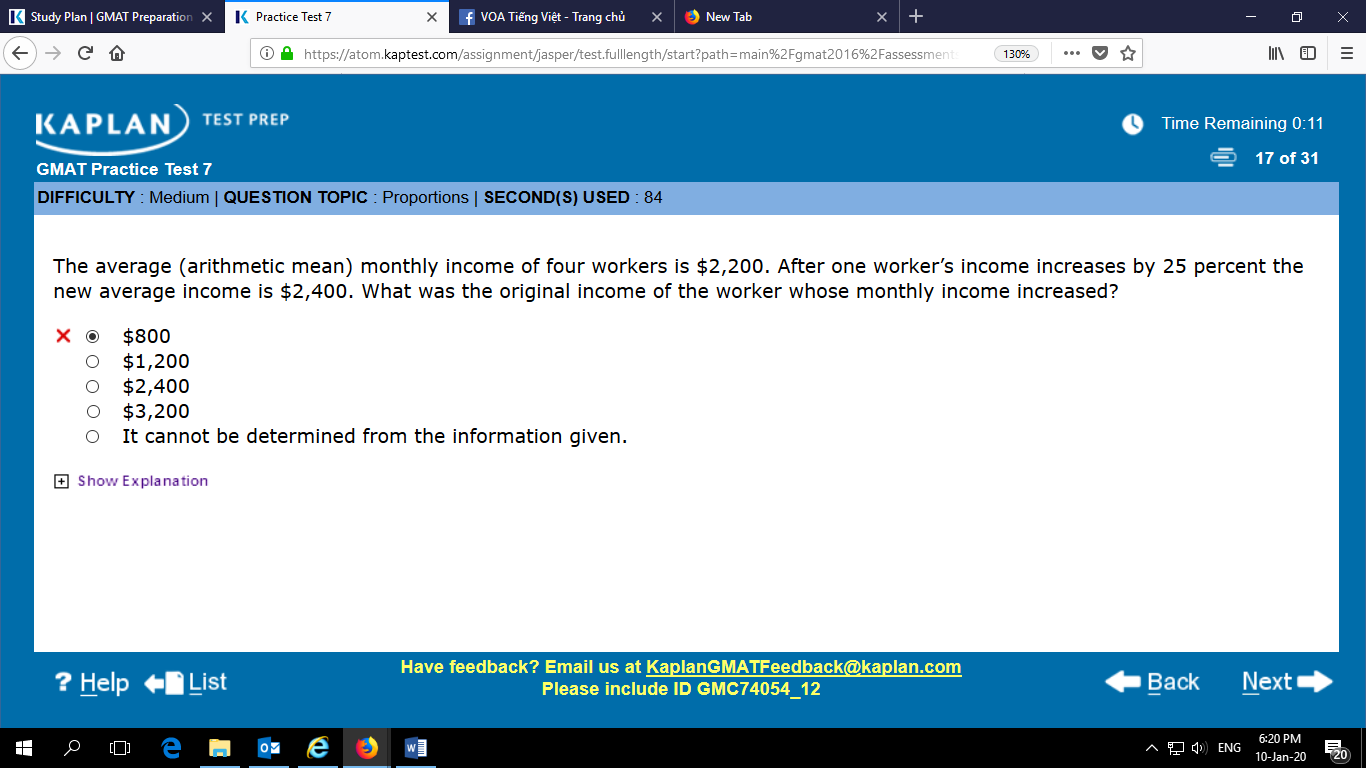 Study Plan | GMAT Preparation
Practice Test 7
VOA Tiếng Việt - Trang chủ
New Tab
https://atom.kaptest.com/assignment/jasper/test.fulllength/start?path=main%2Fgmat2016%2Fassessment
130%
KAPLAN TEST PREP
Time Remaining 0:11
17 of 31
GMAT Practice Test 7
DIFFICULTY : Medium | QUESTION TOPIC : Proportions | SECOND(S) USED : 84
The average (arithmetic mean) monthly income of four workers is $2,200. After one worker’s income increases by 25 percent the
new average income is $2,400. What was the original income of the worker whose monthly income increased?
$800
$1,200
$2,400
$3,200
It cannot be determined from the information given.
Show Explanation
Have feedback? Email us at KaplanGMATFeedback@kaplan.com
Please include ID GMC74054_12
? Help
List
Back
Next
ENG
6:20 PM
10-Jan-20
20